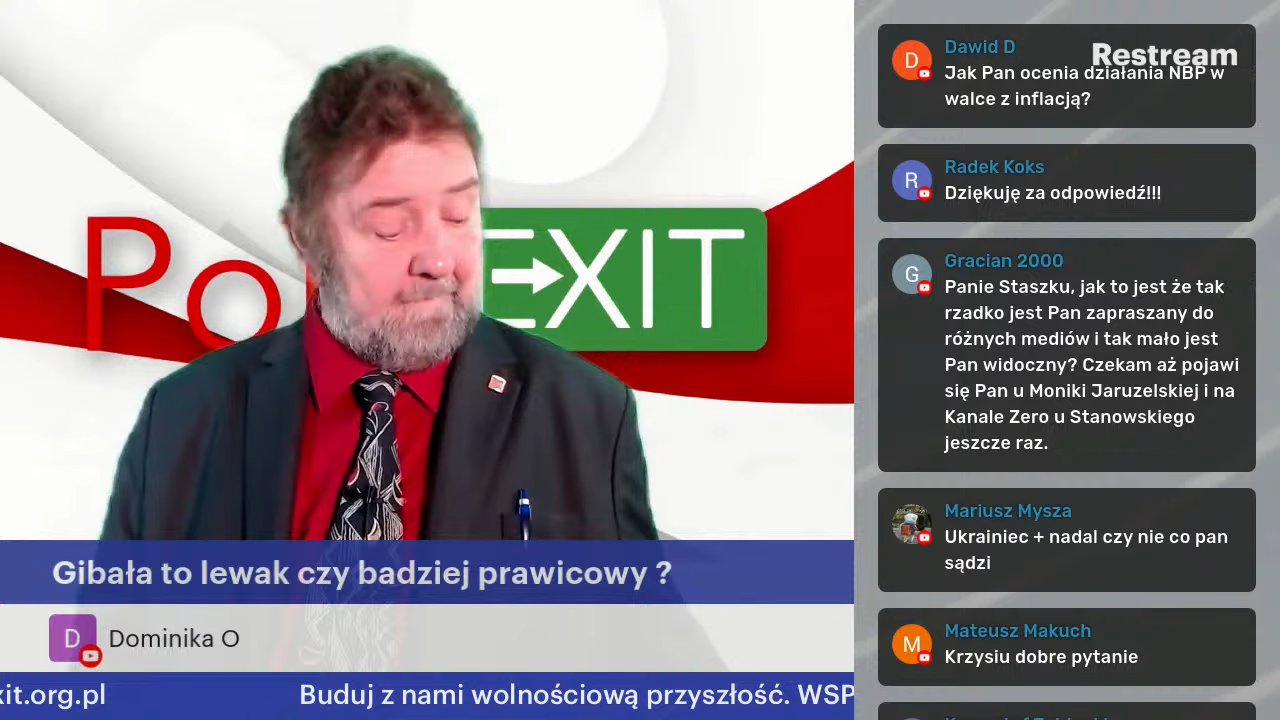 Po EXIT
Gibała to lewak czy badziej prawicowy ?
D
Dominika O
xit.org.pl
Buduj z nami wolnościową przyszłość. WSP
Restream
D
Dawid D
Jak Pan ocenia działania NBP w
walce z inflacją?
R
Radek Koks
Dziękuję za odpowiedź!!!
G
Gracian 2000
Panie Staszku, jak to jest że tak
rzadko jest Pan zapraszany do
różnych mediów i tak mało jest
Pan widoczny? Czekam aż pojawi
się Pan u Moniki Jaruzelskiej i na
Kanale Zero u Stanowskiego
jeszcze raz.
Mariusz Mysza
Ukrainiec + nadal czy nie co pan
sądzi
M
Mateusz Makuch
Krzysiu dobre pytanie